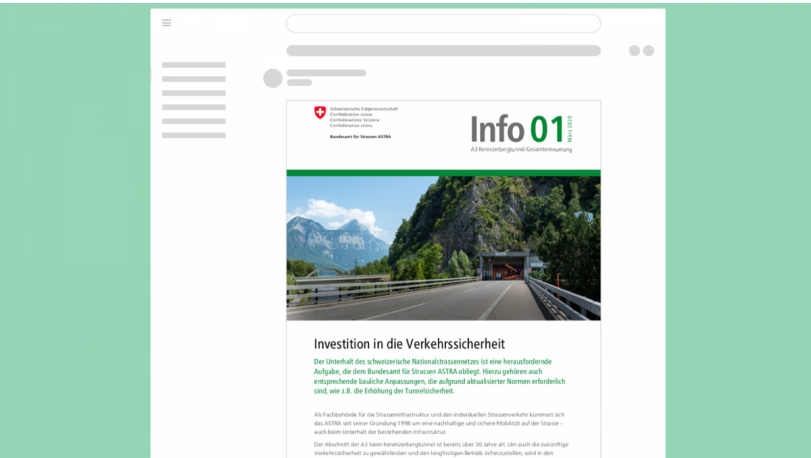 Schweizerische Eidgenossenschaft
Confédération suisse
Confederazione Svizzera
Confederaziun svizra
Bundesamt für Strassen ASTRA
Info 01
März 2020
A3 Kerenzerbergtunnel Gesamterneuerung
Investition in die Verkehrssicherheit
Der Unterhalt des schweizerische Nationalstrassennetzes ist eine herausfordernde
Aufgabe, die dem Bundesamt für Strassen ASTRA obliegt. Hierzu gehören auch
entsprechende bauliche Anpassungen, die aufgrund aktualisierter Normen erforderlich
sind, wie z.B. die Erhöhung der Tunnelsicherheit.
Als Fachbehörde für die Strasseninfrastruktur und den individuellen Strassenverkehr kümmert sich
das ASTRA seit seiner Gründung 1998 um eine nachhaltige und sichere Mobilität auf der Strasse –
auch beim Unterhalt der bestehenden Infrastruktur.
Der Abschnitt der A3 beim Kerenzerbergtunnel ist bereits über 30 Jahre alt. Um auch die zukünftige
Verkehrssicherheit zu gewährleisten und den langfristigen Betrieb sicherzustellen, wird in den